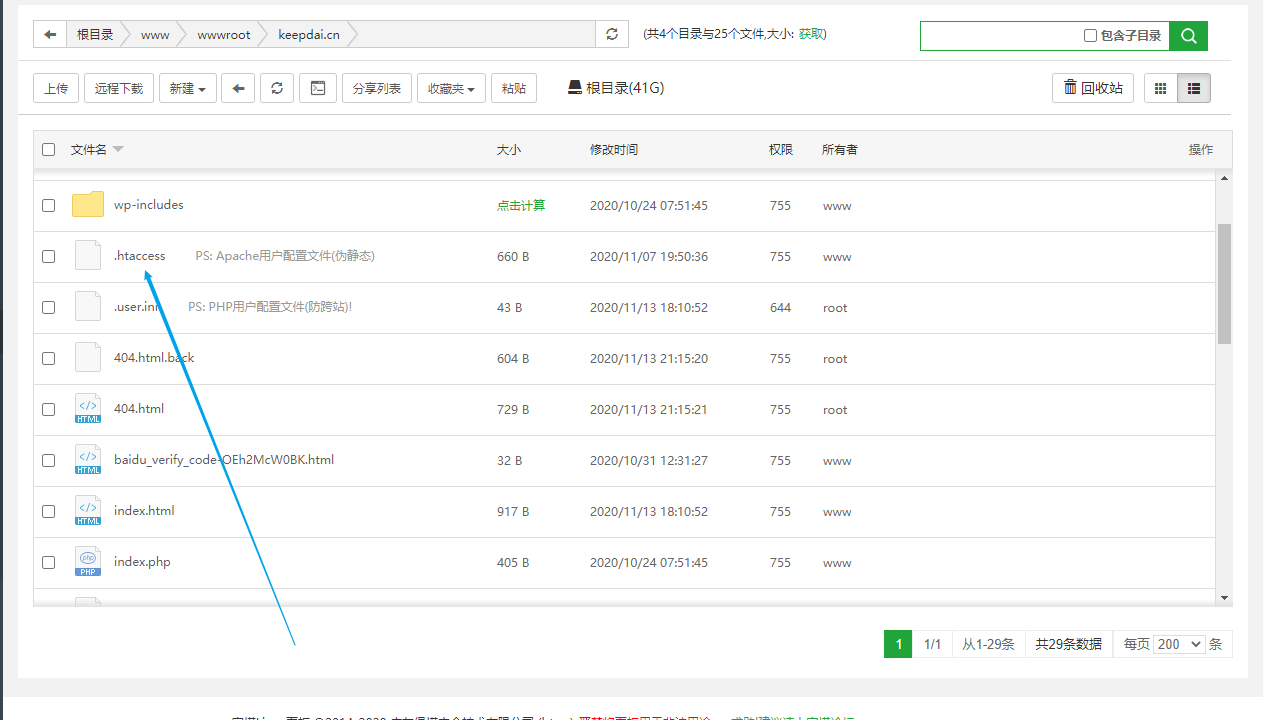 根目录 www wwwroot keepdai.cn (共4个目录与25个文件,大小: 获取) 包含子目录
上传 远程下载 新建 分享列表 收藏夹 粘贴 根目录(41G) 回收站
文件名 大小 修改时间 权限 所有者 操作
wp-includes 点击计算 2020/10/24 07:51:45 755 www
.htaccess PS: Apache用户配置文件(伪静态) 660 B 2020/11/07 19:50:36 755 www
.user.ini PS: PHP用户配置文件(防跨站)! 43 B 2020/11/13 18:10:52 644 root
404.html.back 604 B 2020/11/13 21:15:20 755 root
404.html 729 B 2020/11/13 21:15:21 755 root
baidu_verify_code-OEh2McW0BK.html 32 B 2020/10/31 12:31:27 755 www
index.html 917 B 2020/11/13 18:10:52 755 www
index.php 405 B 2020/10/24 07:51:45 755 www
1 1/1 从1-29条 共29条数据 每页 200 条